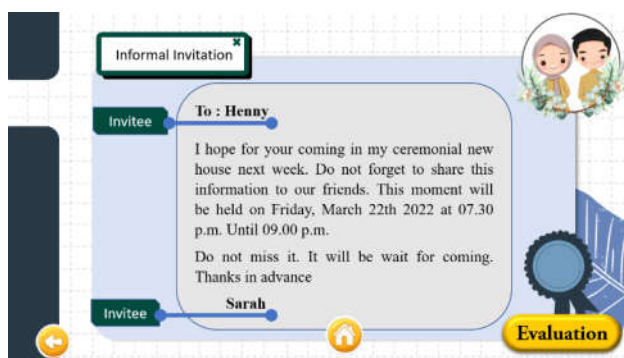 Informal Invitation
Invitee
To : Henny
I hope for your coming in my ceremonial new
house next week. Do not forget to share this
information to our friends. This moment will
be held on Friday, March 22th 2022 at 07.30
p.m. Until 09.00 p.m.
Do not miss it. It will be wait for coming.
Thanks in advance
Invitee
Sarah
Evaluation